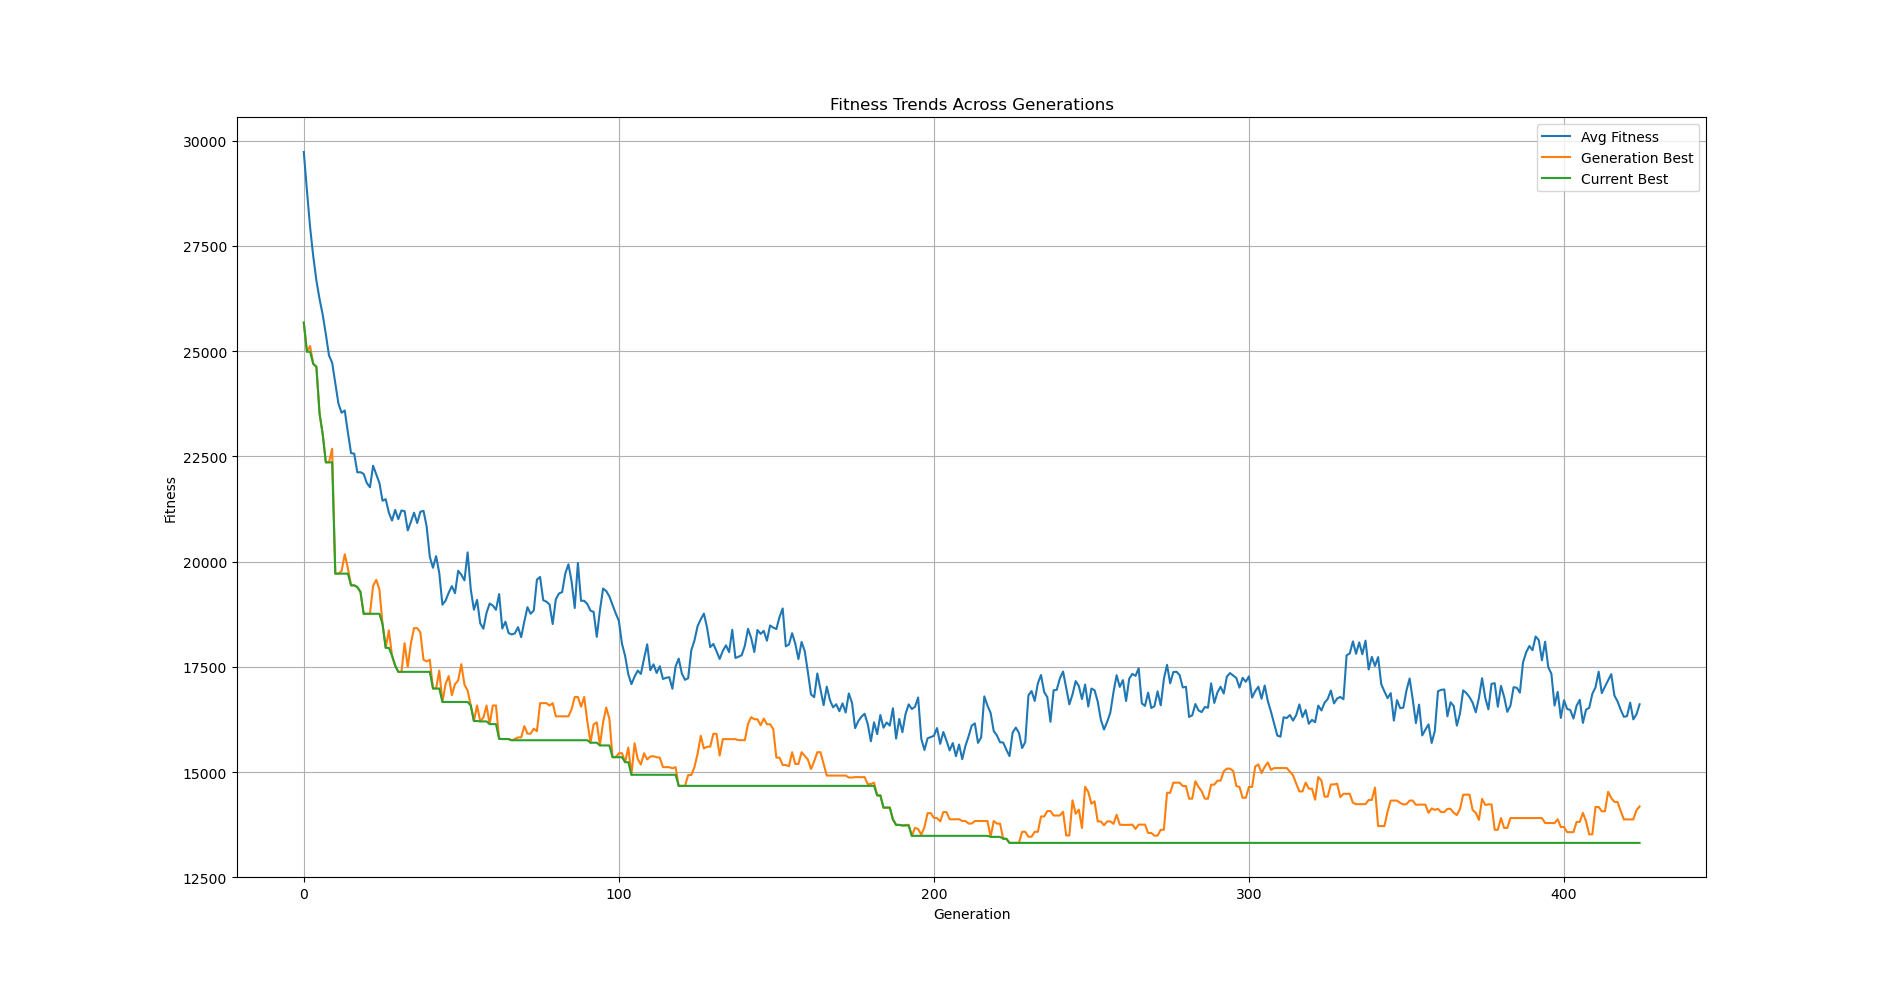 Fitness Trends Across Generations
Avg Fitness
Generation Best
Current Best
Fitness
30000
27500
25000
22500
20000
17500
15000
12500
0 100 200 300 400
Generation